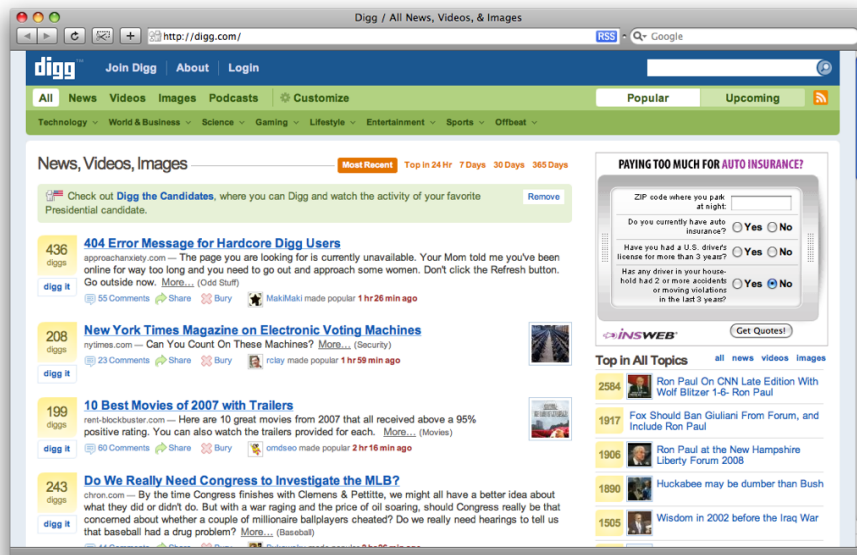 Digg / All News, Videos, & Images
http://digg.com/
RSS
Google
digg
Join Digg
About
Login
All
News
Videos
Images
Podcasts
Customize
Popular
Upcoming
Technology
World & Business
Science
Gaming
Lifestyle
Entertainment
Sports
Offbeat
News, Videos, Images
Most Recent
Top in 24 Hr
7 Days
30 Days
365 Days
Check out Digg the Candidates, where you can Digg and watch the activity of your favorite
Presidential candidate.
Remove
436
diggs
digg it
404 Error Message for Hardcore Digg Users
approachanxiety.com — The page you are looking for is currently unavailable. Your Mom told me you've been
online for way too long and you need to go out and approach some women. Don't click the Refresh button.
Go outside now. More... (Odd Stuff)
55 Comments Share Bury MakiMaki made popular 1 hr 26 min ago
208
diggs
digg it
New York Times Magazine on Electronic Voting Machines
nytimes.com — Can You Count On These Machines? More... (Security)
23 Comments Share Bury rclay made popular 1 hr 59 min ago
199
diggs
digg it
10 Best Movies of 2007 with Trailers
rent-blockbuster.com — Here are 10 great movies from 2007 that all received above a 95%
positive rating. You can also watch the trailers provided for each. More... (Movies)
60 Comments Share Bury omdseo made popular 2 hr 16 min ago
243
diggs
digg it
Do We Really Need Congress to Investigate the MLB?
chron.com — By the time Congress finishes with Clemens & Pettitte, we might all have a better idea about
what they did or didn't do. But with a war raging and the price of oil soaring, should Congress really be that
concerned about whether a couple of millionaire ballplayers cheated? Do we really need hearings to tell us
that baseball had a drug problem? More... (Baseball)
PAYING TOO MUCH FOR AUTO INSURANCE?
ZIP code where you park
at night:
Do you currently have auto
insurance?
Yes No
Have you had a U.S. driver's
license for more than 3 years?
Yes No
Has any driver in your house-
hold had 2 or more accidents
or moving violations
in the last 3 years?
Yes No
INSWEB
Get Quotes!
Top in All Topics
all news videos images
2584
Ron Paul On CNN Late Edition With
Wolf Blitzer 1-6- Ron Paul
1917
Fox Should Ban Giuliani From Forum, and
Include Ron Paul
1906
Ron Paul at the New Hampshire
Liberty Forum 2008
1890
Huckabee may be dumber than Bush
1505
Wisdom in 2002 before the Iraq War